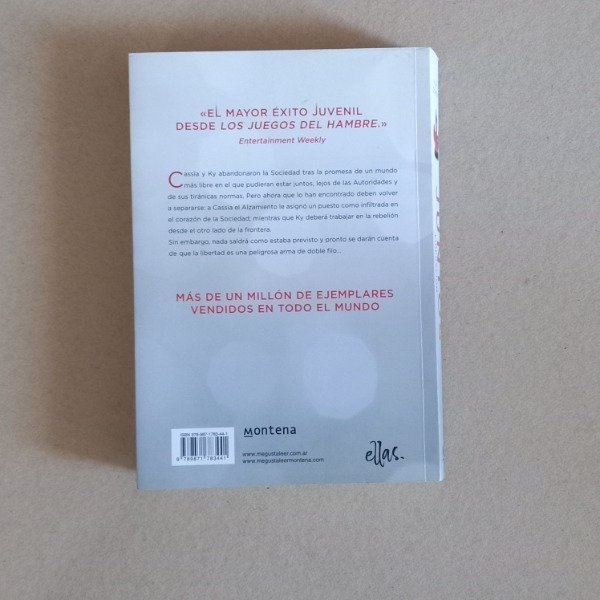 «EL MAYOR ÉXITO JUVENIL
DESDE LOS JUEGOS DEL HAMBRE.»
Entertainment Weekly
Cassia y Ky abandonaron la Sociedad tras la promesa de un mundo
más libre en el que pudieran estar juntos, lejos de las Autoridades y
de sus tiránicas normas. Pero ahora que lo han encontrado deben volver
a separarse: a Cassia el Alzamiento le asignó un puesto como infiltrada en
el corazón de la Sociedad; mientras que Ky deberá trabajar en la rebelión
desde el otro lado de la frontera.
Sin embargo, nada saldrá como estaba previsto y pronto se darán cuenta
de que la libertad es una peligrosa arma de doble filo...
MÁS DE UN MILLÓN DE EJEMPLARES
VENDIDOS EN TODO EL MUNDO
montena
www.megustaleer.com.ar
www.megustaleermontena.com
ellas.